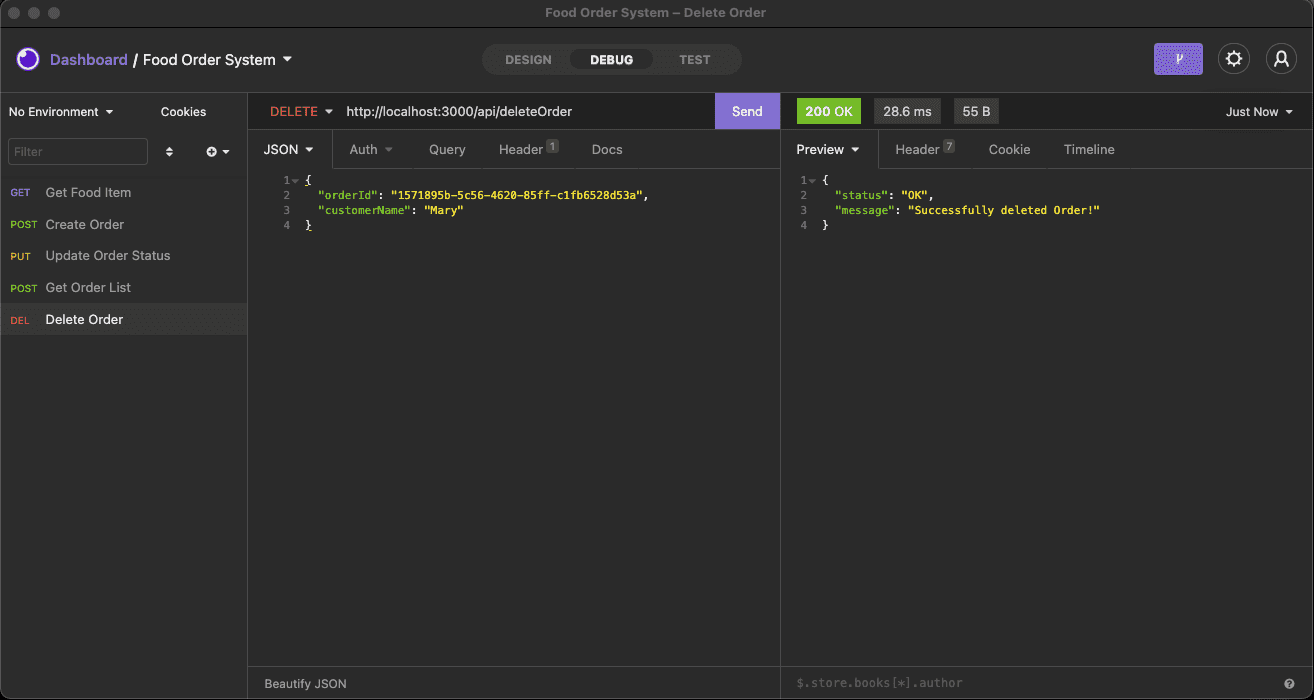 Food Order System – Delete Order
Dashboard / Food Order System
DESIGN DEBUG TEST
No Environment Cookies
DELETE http://localhost:3000/api/deleteOrder Send
200 OK 28.6 ms 55 B Just Now
Filter
JSON Auth Query Header 1 Docs
Preview Header 7 Cookie Timeline
GET Get Food Item
POST Create Order
PUT Update Order Status
POST Get Order List
DEL Delete Order
1 {
2 "orderId": "1571895b-5c56-4620-85ff-c1fb6528d53a",
3 "customerName": "Mary"
4 }
1 {
2 "status": "OK",
3 "message": "Successfully deleted Order!"
4 }
Beautify JSON
$.store.books[*].author